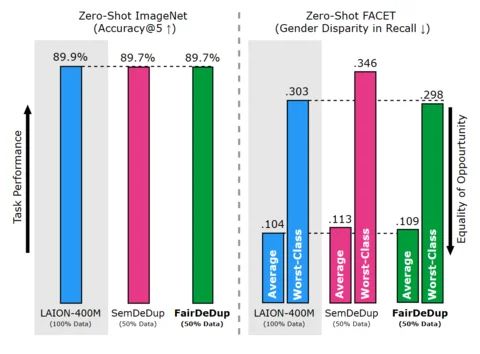 Zero-Shot ImageNet
(Accuracy@5 ↑)
89.9%
89.7%
89.7%
Task Performance
LAION-400M
(100% Data)
SemDeDup
(50% Data)
FairDeDup
(50% Data)
Zero-Shot FACET
(Gender Disparity in Recall ↓)
.104
.303
.113
.346
.109
.298
Average
Worst-Class
Average
Worst-Class
Average
Worst-Class
Equality of Oppourtunity
LAION-400M
(100% Data)
SemDeDup
(50% Data)
FairDeDup
(50% Data)